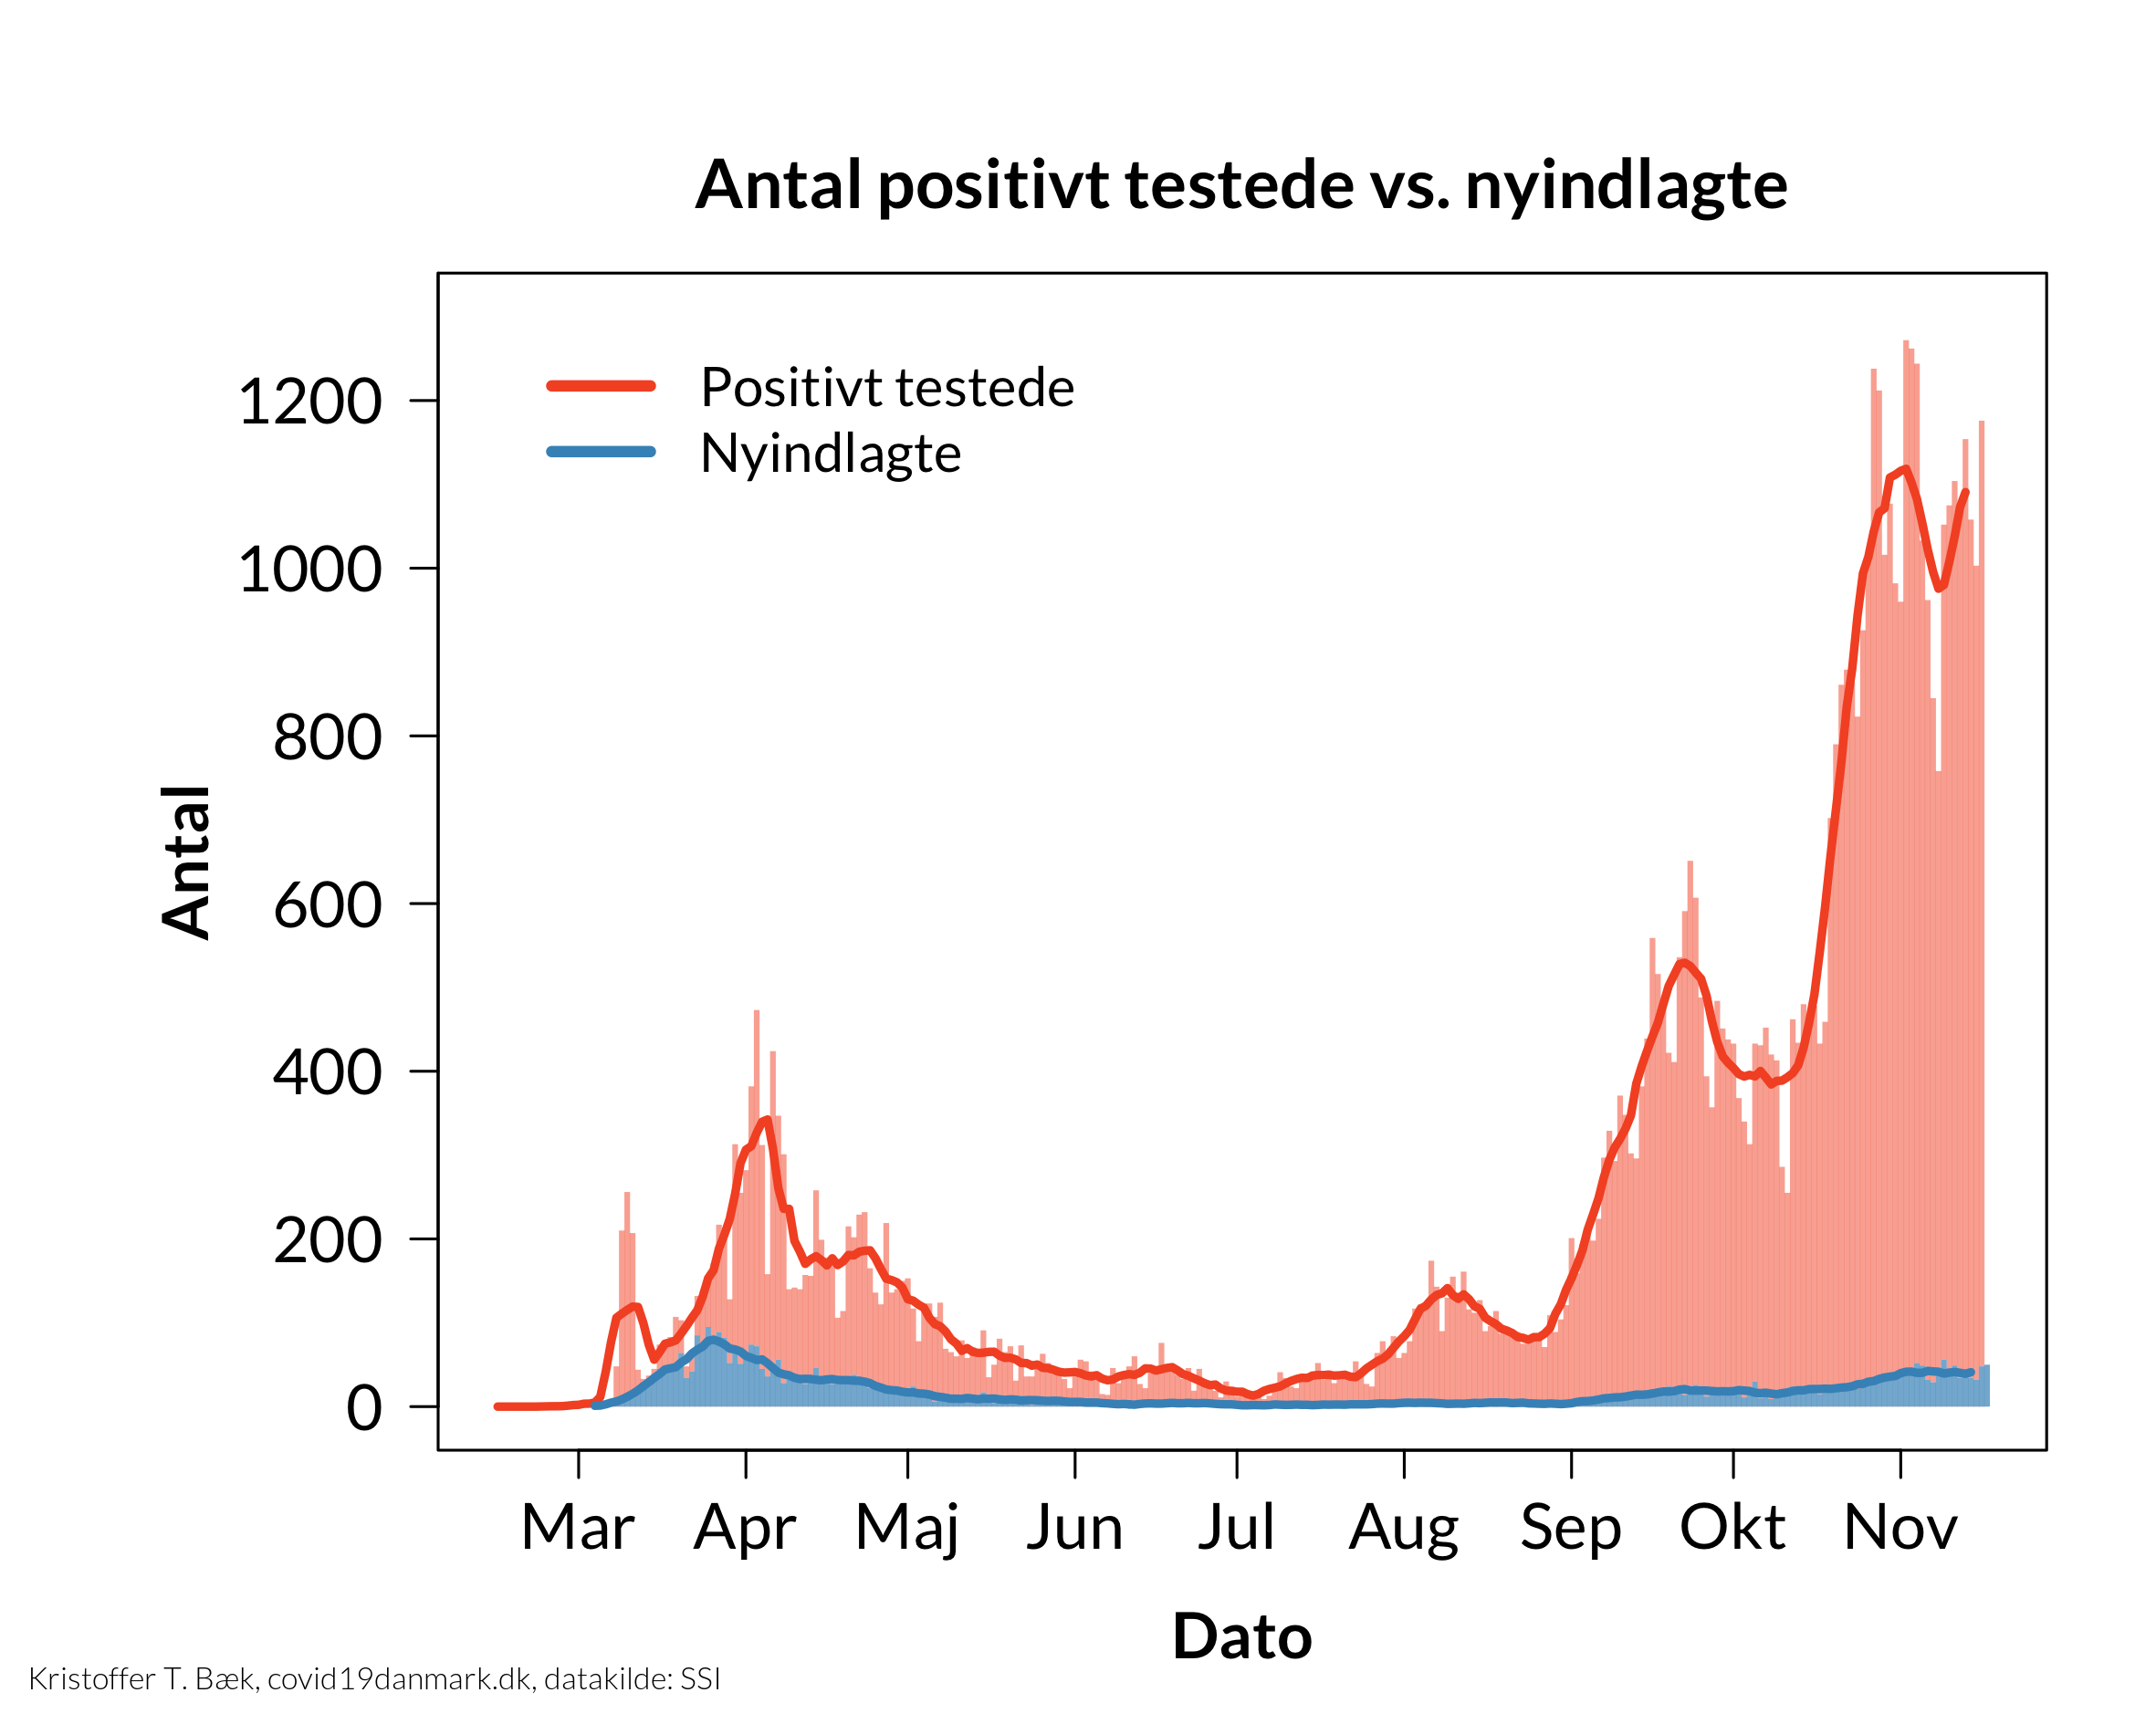 Antal positivt testede vs. nyindlagte
Positivt testede
Nyindlagte
Antal
1200
1000
800
600
400
200
0
Mar Apr Maj Jun Jul Aug Sep Okt Nov
Dato
Kristoffer T. Bæk, covid19danmark.dk, datakilde: SSI